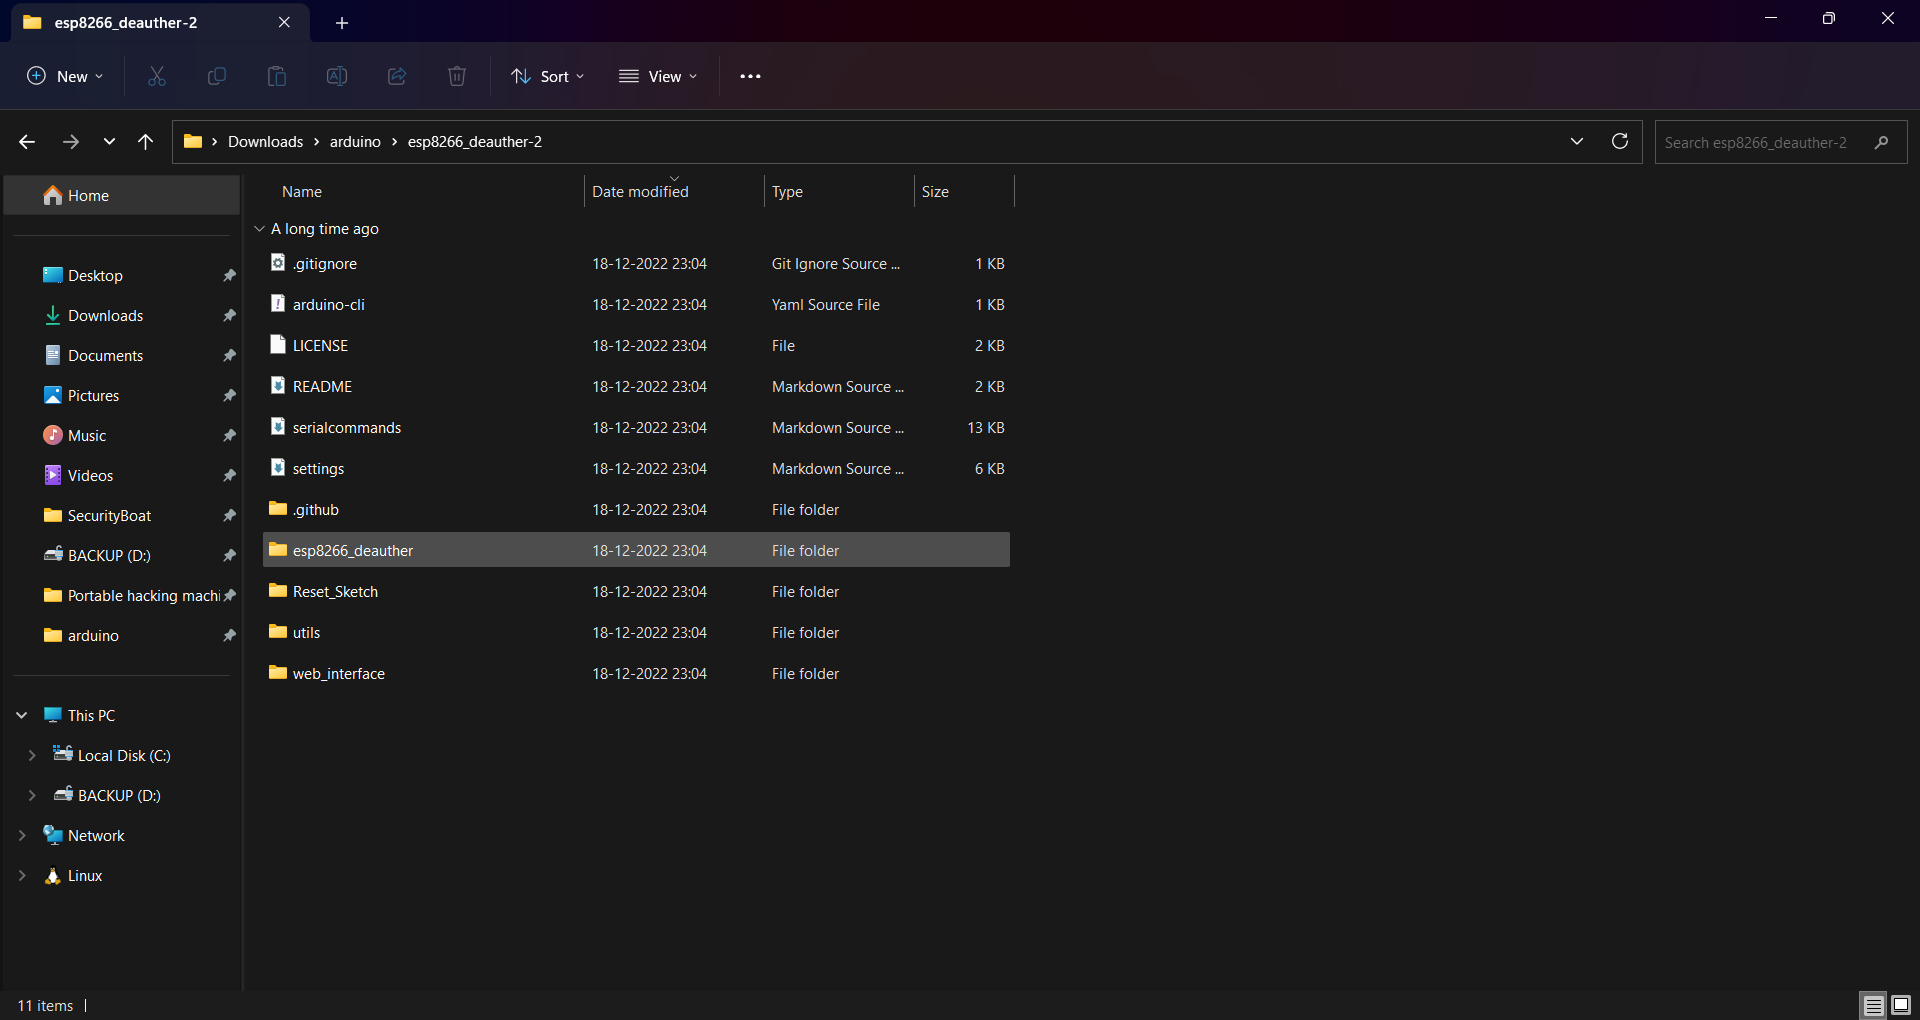 esp8266_deauther-2
New
Sort
View
Downloads > arduino > esp8266_deauther-2
Search esp8266_deauther-2
Home
Desktop
Downloads
Documents
Pictures
Music
Videos
SecurityBoat
BACKUP (D:)
Portable hacking machi
arduino
This PC
Local Disk (C:)
BACKUP (D:)
Network
Linux
Name Date modified Type Size
A long time ago
.gitignore 18-12-2022 23:04 Git Ignore Source ... 1 KB
arduino-cli 18-12-2022 23:04 Yaml Source File 1 KB
LICENSE 18-12-2022 23:04 File 2 KB
README 18-12-2022 23:04 Markdown Source ... 2 KB
serialcommands 18-12-2022 23:04 Markdown Source ... 13 KB
settings 18-12-2022 23:04 Markdown Source ... 6 KB
.github 18-12-2022 23:04 File folder
esp8266_deauther 18-12-2022 23:04 File folder
Reset_Sketch 18-12-2022 23:04 File folder
utils 18-12-2022 23:04 File folder
web_interface 18-12-2022 23:04 File folder
11 items